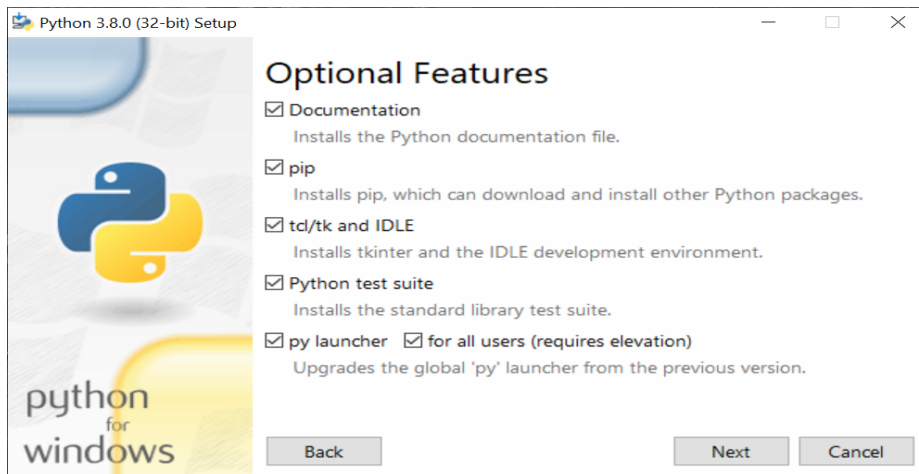 Python 3.8.0 (32-bit) Setup
Optional Features
Documentation
Installs the Python documentation file.
pip
Installs pip, which can download and install other Python packages.
tcl/tk and IDLE
Installs tkinter and the IDLE development environment.
Python test suite
Installs the standard library test suite.
py launcher for all users (requires elevation)
Upgrades the global 'py' launcher from the previous version.
python
for
windows
Back Next Cancel